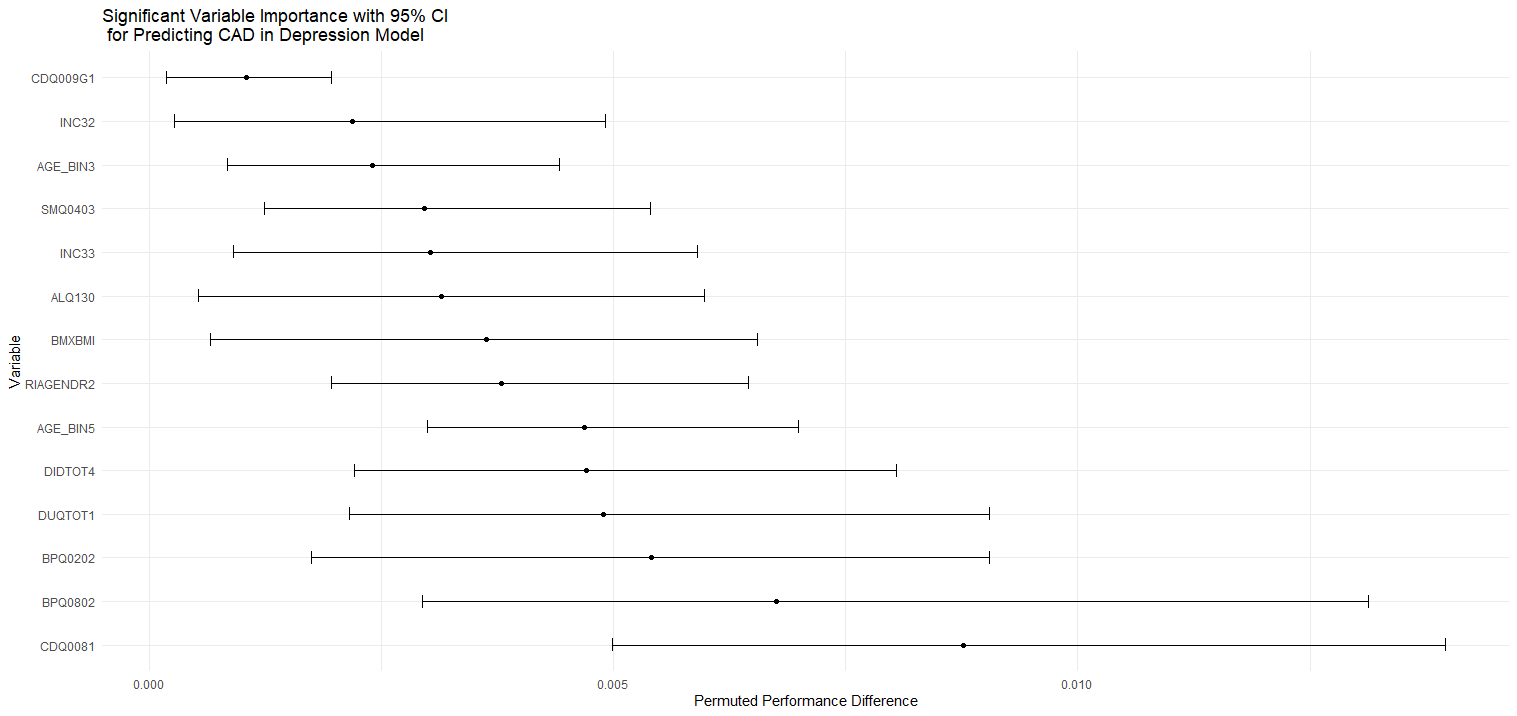 Significant Variable Importance with 95% CI
for Predicting CAD in Depression Model
CDQ009G1
INC32
AGE_BIN3
SMQ0403
INC33
ALQ130
BMXBMI
RIAGENDR2
AGE_BIN5
DIDTOT4
DUQTOT1
BPQ0202
BPQ0802
CDQ0081
Variable
0.000 0.005 0.010
Permuted Performance Difference